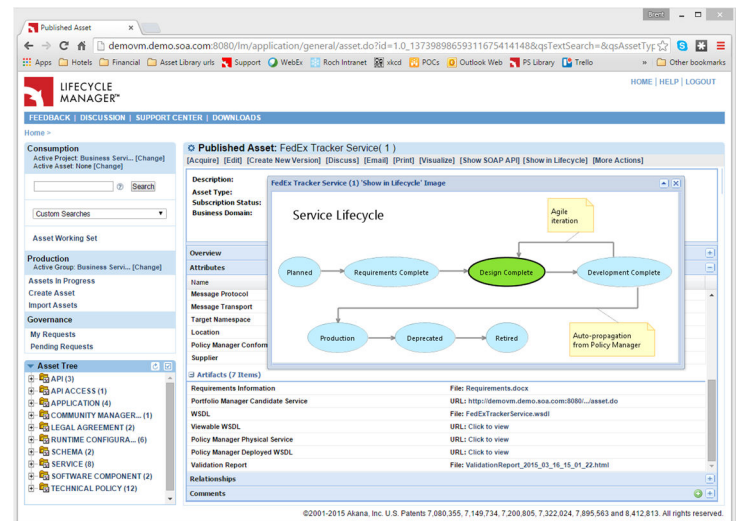 Published Asset
Brent
demovm.demo.soa.com:8080/lm/application/general/asset.do?id=1.0_13739898659311675414148&qsTextSearch=&qsAssetTyp
Apps Hotels Financial Asset Library urls Support WebEx Roch Intranet xkcd POCs Outlook Web PS Library Trello » Other bookmarks
LIFECYCLE
MANAGER™
HOME | HELP | LOGOUT
FEEDBACK | DISCUSSION | SUPPORT CENTER | DOWNLOADS
Home >
Consumption
Active Project: Business Servi... [Change]
Active Asset: None [Change]
Search
Custom Searches
Asset Working Set
Production
Active Group: Business Servi... [Change]
Assets In Progress
Create Asset
Import Assets
Governance
My Requests
Pending Requests
Asset Tree
API (3)
API ACCESS (1)
APPLICATION (4)
COMMUNITY MANAGER... (1)
LEGAL AGREEMENT (2)
RUNTIME CONFIGURA... (6)
SCHEMA (2)
SERVICE (8)
SOFTWARE COMPONENT (2)
TECHNICAL POLICY (12)
Published Asset: FedEx Tracker Service( 1 )
[Acquire] [Edit] [Create New Version] [Discuss] [Email] [Print] [Visualize] [Show SOAP API] [Show in Lifecycle] [More Actions]
Description:
Asset Type:
Subscription Status:
Business Domain:
FedEx Tracker Service (1) 'Show in Lifecycle' Image
Service Lifecycle
Agile
iteration
Planned
Requirements Complete
Design Complete
Development Complete
Production
Deprecated
Retired
Auto-propagation
from Policy Manager
Overview
Attributes
Name
Message Protocol
Message Transport
Target Namespace
Location
Policy Manager Conform
Supplier
Artifacts (7 Items)
Requirements Information File: Requirements.docx
Portfolio Manager Candidate Service URL: http://demovm.demo.soa.com:8080/.../asset.do
WSDL File: FedExTrackerService.wsdl
Viewable WSDL URL: Click to view
Policy Manager Physical Service URL: Click to view
Policy Manager Deployed WSDL URL: Click to view
Validation Report File: ValidationReport_2015_03_16_15_01_22.html
Relationships
Comments
©2001-2015 Akana, Inc. U.S. Patents 7,080,355, 7,149,734, 7,200,805, 7,322,024, 7,895,563 and 8,412,813. All rights reserved.